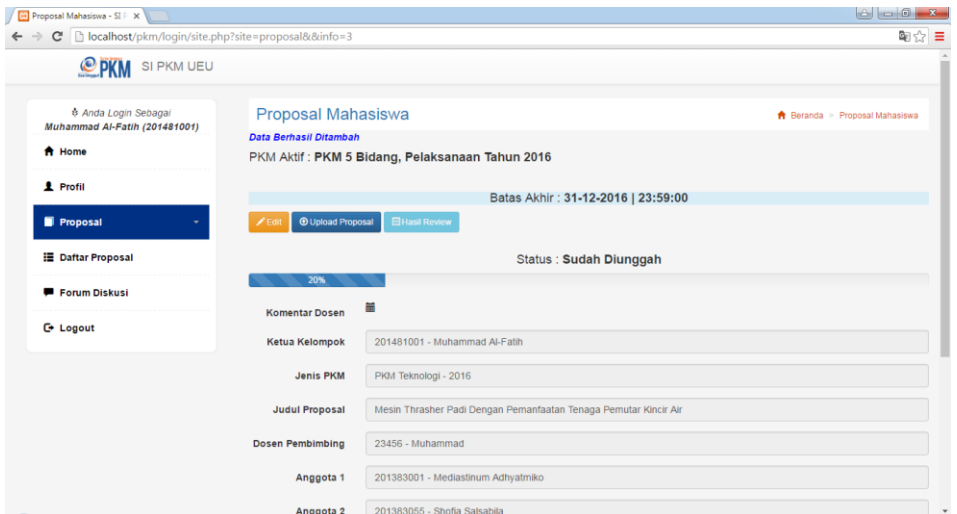 Proposal Mahasiswa - SI P
localhost/pkm/login/site.php?site=proposal&&info=3
PKM SI PKM UEU
Anda Login Sebagai
Muhammad Al-Fatih (201481001)
Home
Profil
Proposal
Daftar Proposal
Forum Diskusi
Logout
Proposal Mahasiswa
Beranda > Proposal Mahasiswa
Data Berhasil Ditambah
PKM Aktif : PKM 5 Bidang, Pelaksanaan Tahun 2016
Batas Akhir : 31-12-2016 | 23:59:00
Edit Upload Proposal Hasil Review
Status : Sudah Diunggah
20%
Komentar Dosen
Ketua Kelompok 201481001 - Muhammad Al-Fatih
Jenis PKM PKM Teknologi - 2016
Judul Proposal Mesin Thrasher Padi Dengan Pemanfaatan Tenaga Pemutar Kincir Air
Dosen Pembimbing 23456 - Muhammad
Anggota 1 201383001 - Mediastinum Adhyatmiko
Anggota 2 201383055 - Shofia Salsabila